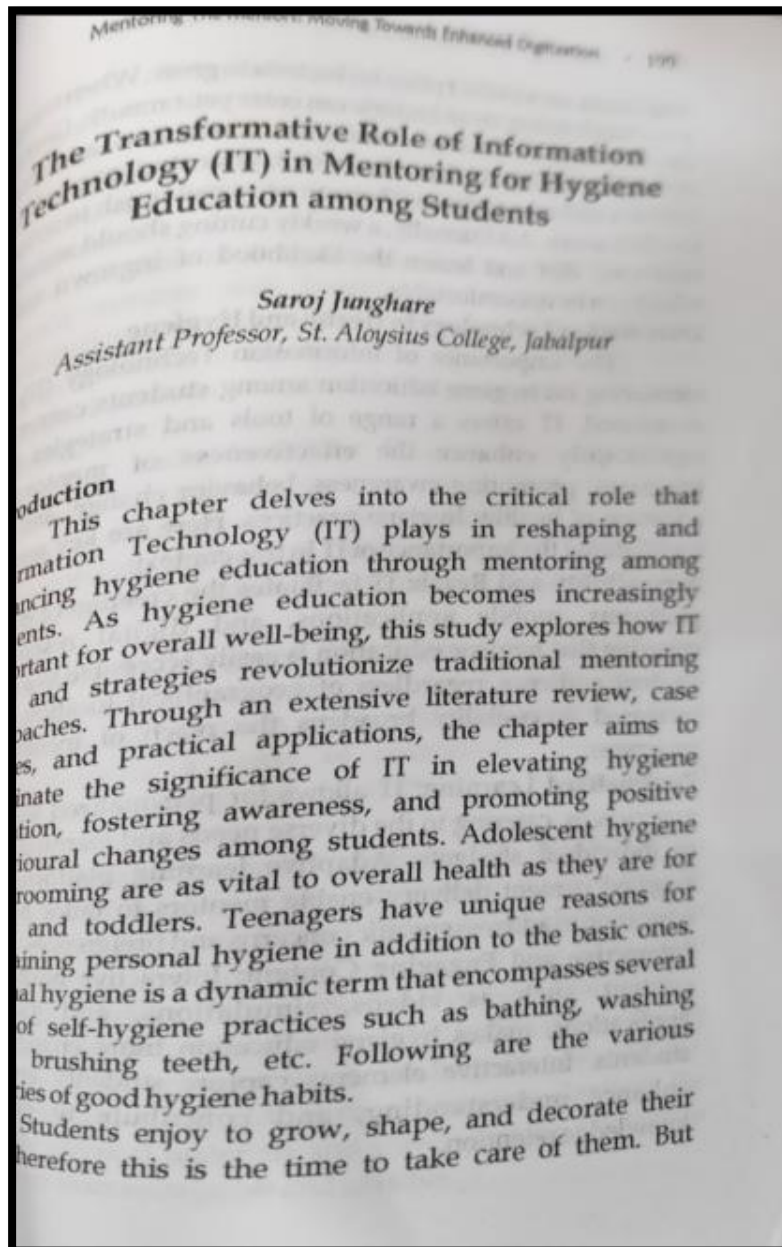 Mentoring The Mentors: Moving Towards Enhanced Digitization · 199
The Transformative Role of Information
Technology (IT) in Mentoring for Hygiene
Education among Students
Saroj Junghare
Assistant Professor, St. Aloysius College, Jabalpur
oduction
This chapter delves into the critical role that
rmation Technology (IT) plays in reshaping and
ncing hygiene education through mentoring among
ents. As hygiene education becomes increasingly
ortant for overall well-being, this study explores how IT
and strategies revolutionize traditional mentoring
oaches. Through an extensive literature review, case
es, and practical applications, the chapter aims to
inate the significance of IT in elevating hygiene
tion, fostering awareness, and promoting positive
ioural changes among students. Adolescent hygiene
rooming are as vital to overall health as they are for
and toddlers. Teenagers have unique reasons for
ining personal hygiene in addition to the basic ones.
al hygiene is a dynamic term that encompasses several
of self-hygiene practices such as bathing, washing
brushing teeth, etc. Following are the various
ries of good hygiene habits.
Students enjoy to grow, shape, and decorate their
herefore this is the time to take care of them. But